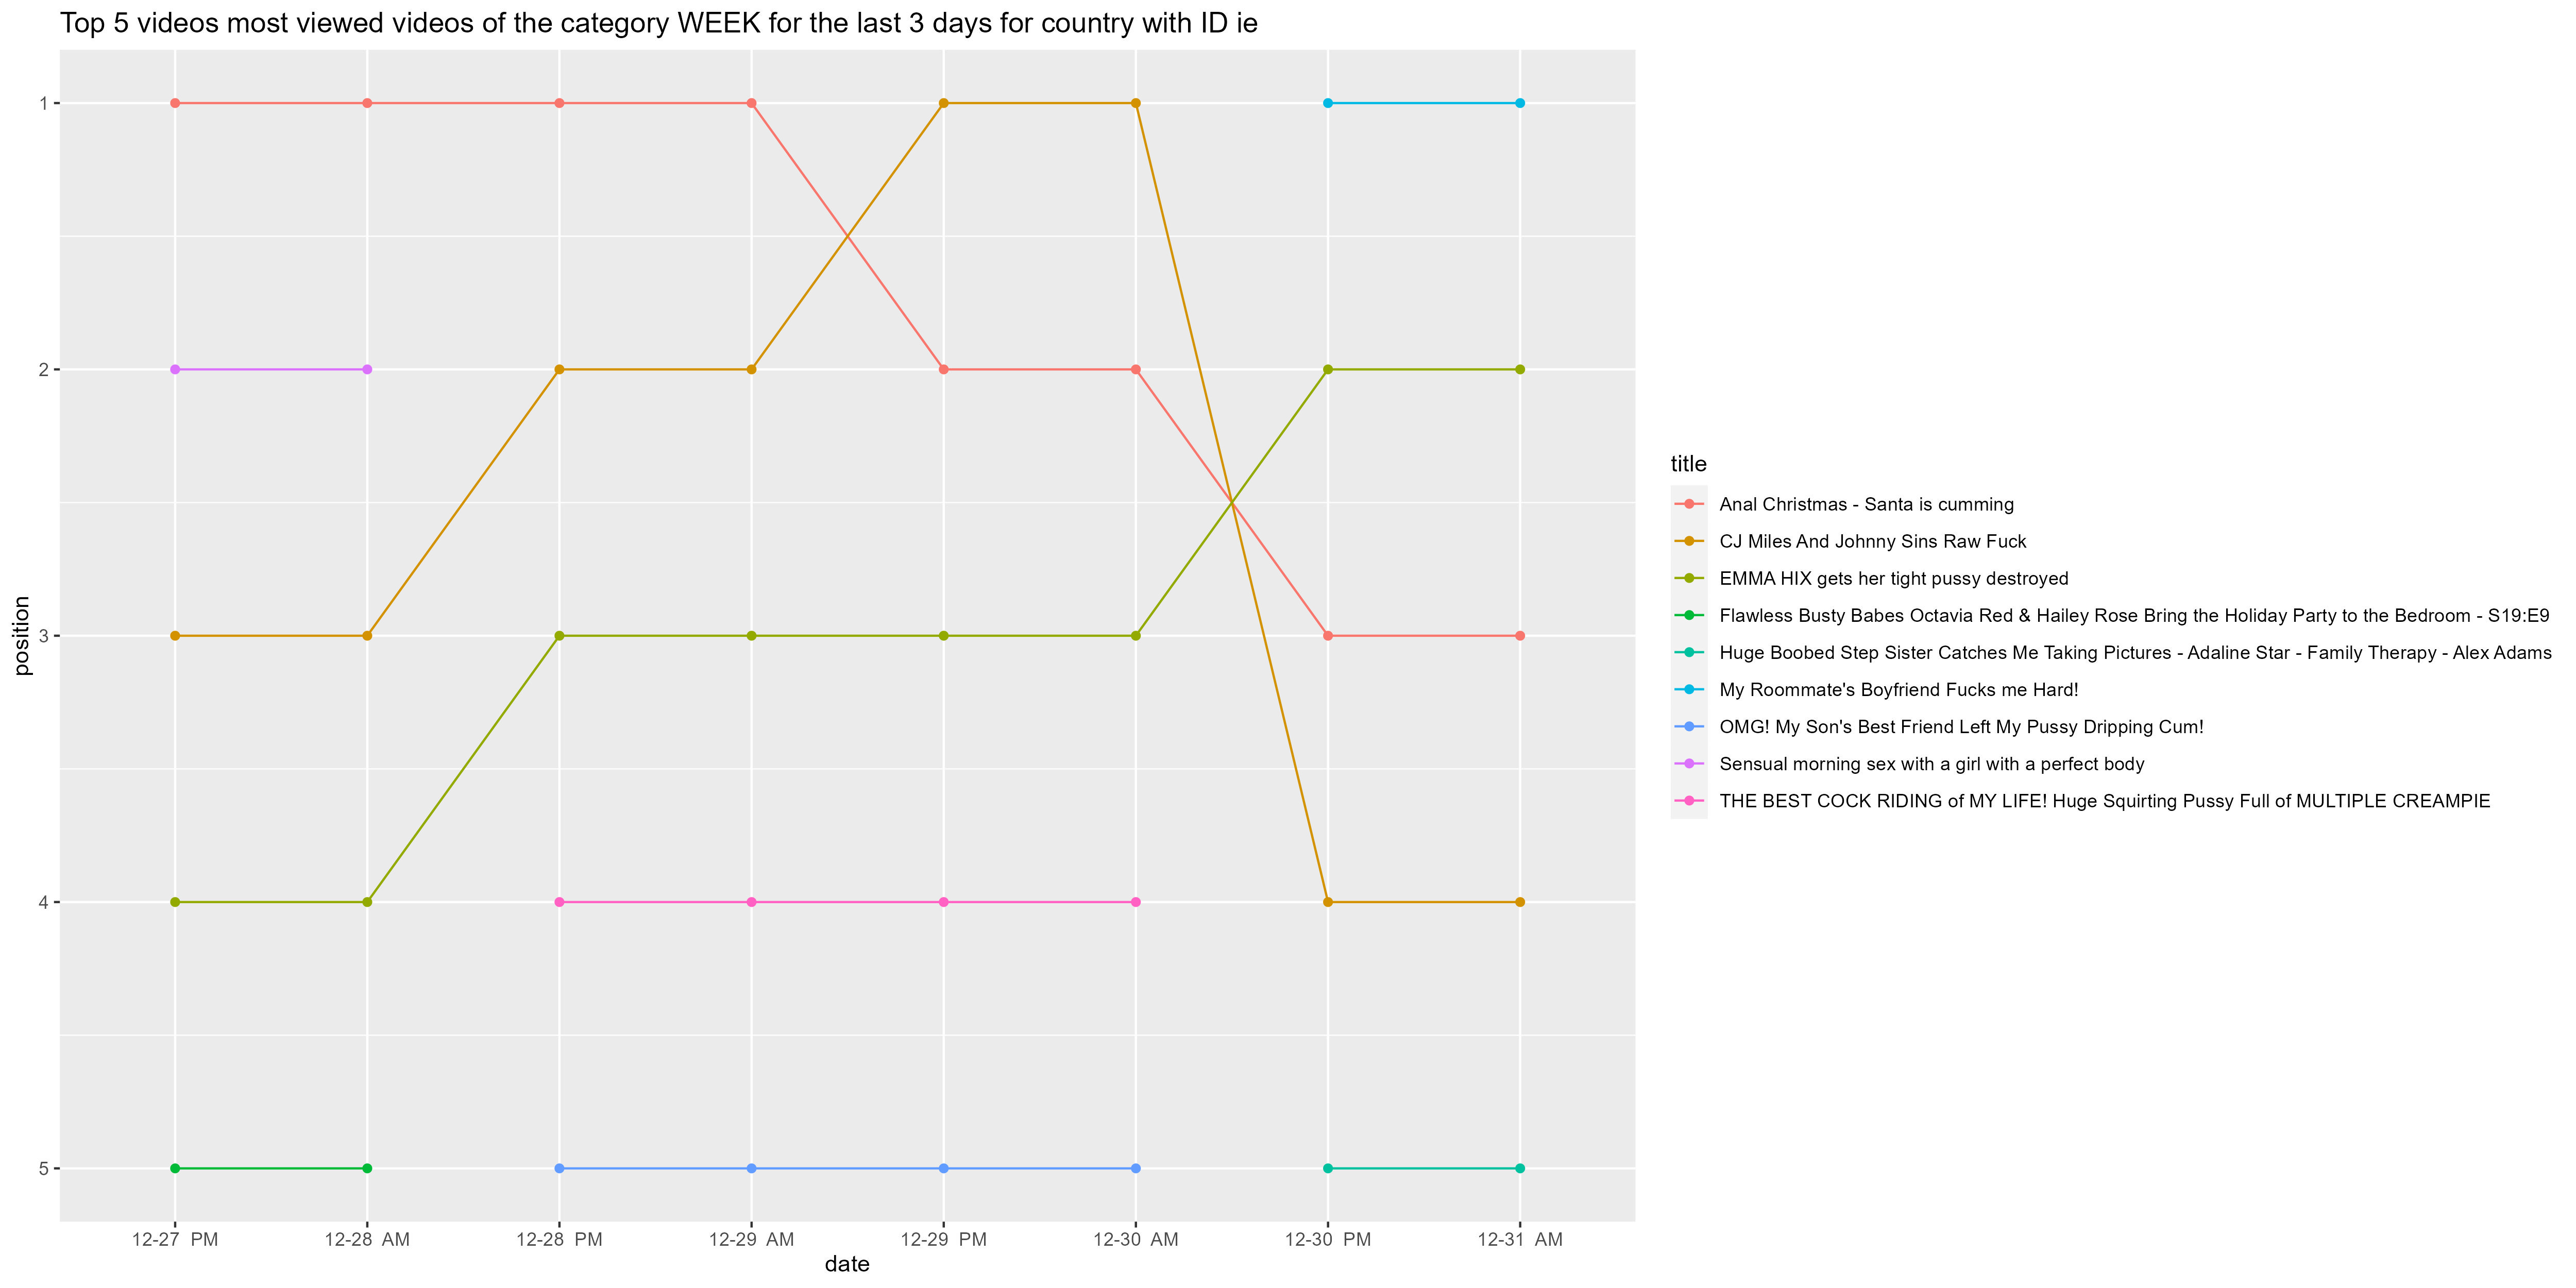 Top 5 videos most viewed videos of the category WEEK for the last 3 days for country with ID ie
position
1
2
3
4
5
12-27 PM
12-28 AM
12-28 PM
12-29 AM
12-29 PM
12-30 AM
12-30 PM
12-31 AM
date
title
Anal Christmas - Santa is cumming
CJ Miles And Johnny Sins Raw Fuck
EMMA HIX gets her tight pussy destroyed
Flawless Busty Babes Octavia Red & Hailey Rose Bring the Holiday Party to the Bedroom - S19:E9
Huge Boobed Step Sister Catches Me Taking Pictures - Adaline Star - Family Therapy - Alex Adams
My Roommate's Boyfriend Fucks me Hard!
OMG! My Son's Best Friend Left My Pussy Dripping Cum!
Sensual morning sex with a girl with a perfect body
THE BEST COCK RIDING of MY LIFE! Huge Squirting Pussy Full of MULTIPLE CREAMPIE